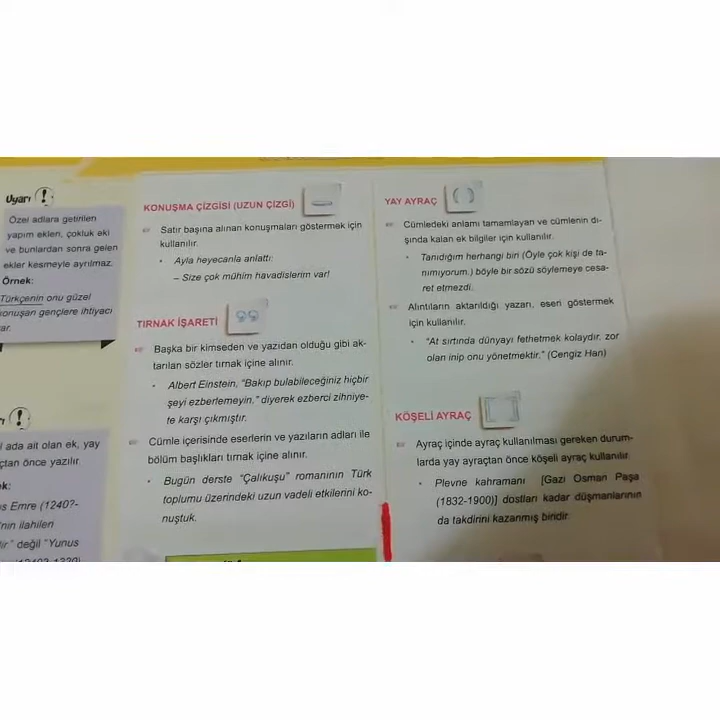 Uyarı !
Özel adlara getirilen
yapım ekleri, çokluk eki
ve bunlardan sonra gelen
ekler kesmeyle ayrılmaz.
Örnek:
Türkçenin onu güzel
konuşan gençlere ihtiyacı
!
ada ait olan ek, yay
önce yazılır.
Emre (1240?-
ilahileri
değil "Yunus
KONUŞMA ÇİZGİSİ (UZUN ÇİZGİ)
Satır başına alınan konuşmaları göstermek için
kullanılır.
• Ayla heyecanla anlattı:
– Size çok mühim havadislerim var!
TIRNAK İŞARETİ
Başka bir kimseden ve yazıdan olduğu gibi ak-
tarılan sözler tırnak içine alınır.
• Albert Einstein, "Bakıp bulabileceğiniz hiçbir
şeyi ezberlemeyin." diyerek ezberci zihniye-
te karşı çıkmıştır.
Cümle içerisinde eserlerin ve yazıların adları ile
bölüm başlıkları tırnak içine alınır.
• Bugün derste "Çalıkuşu" romanının Türk
toplumu üzerindeki uzun vadeli etkilerini ko-
nuştuk.
YAY AYRAÇ ( )
Cümledeki anlamı tamamlayan ve cümlenin dı-
şında kalan ek bilgiler için kullanılır.
• Tanıdığım herhangi biri (Öyle çok kişi de ta-
nımıyorum.) böyle bir sözü söylemeye cesa-
ret etmezdi.
Alıntıların aktarıldığı yazarı, eseri göstermek
için kullanılır.
• "At sırtında dünyayı fethetmek kolaydır, zor
olan inip onu yönetmektir." (Cengiz Han)
KÖŞELİ AYRAÇ [ ]
Ayraç içinde ayraç kullanılması gereken durum-
larda yay ayraçtan önce köşeli ayraç kullanılır.
• Plevne kahramanı [Gazi Osman Paşa
(1832-1900)] dostları kadar düşmanlarının
da takdirini kazanmış biridir.